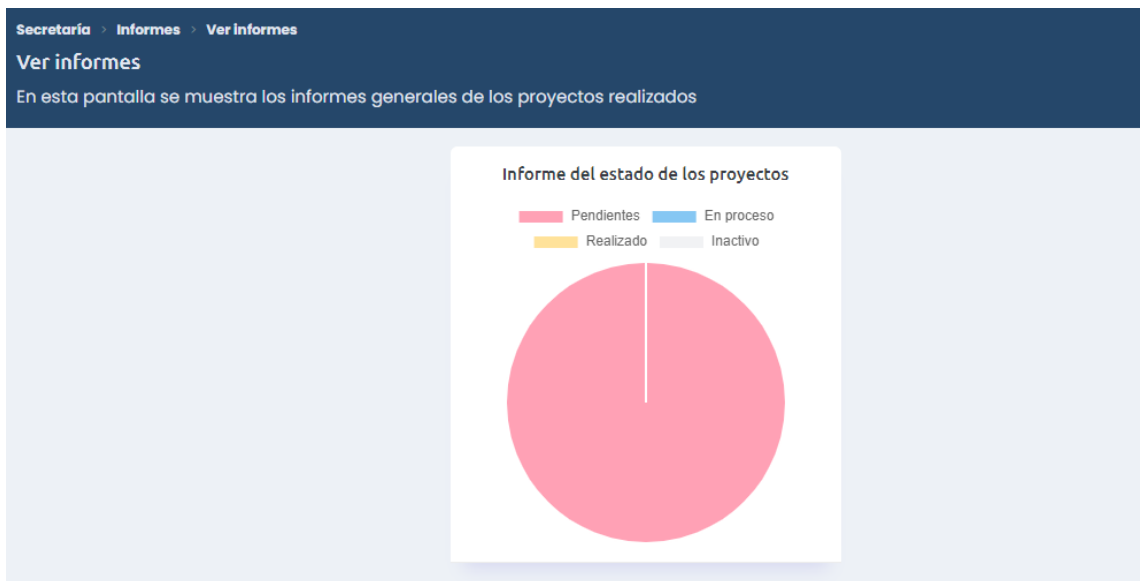 Secretaría > Informes > Ver informes
Ver informes
En esta pantalla se muestra los informes generales de los proyectos realizados
Informe del estado de los proyectos
Pendientes En proceso
Realizado Inactivo